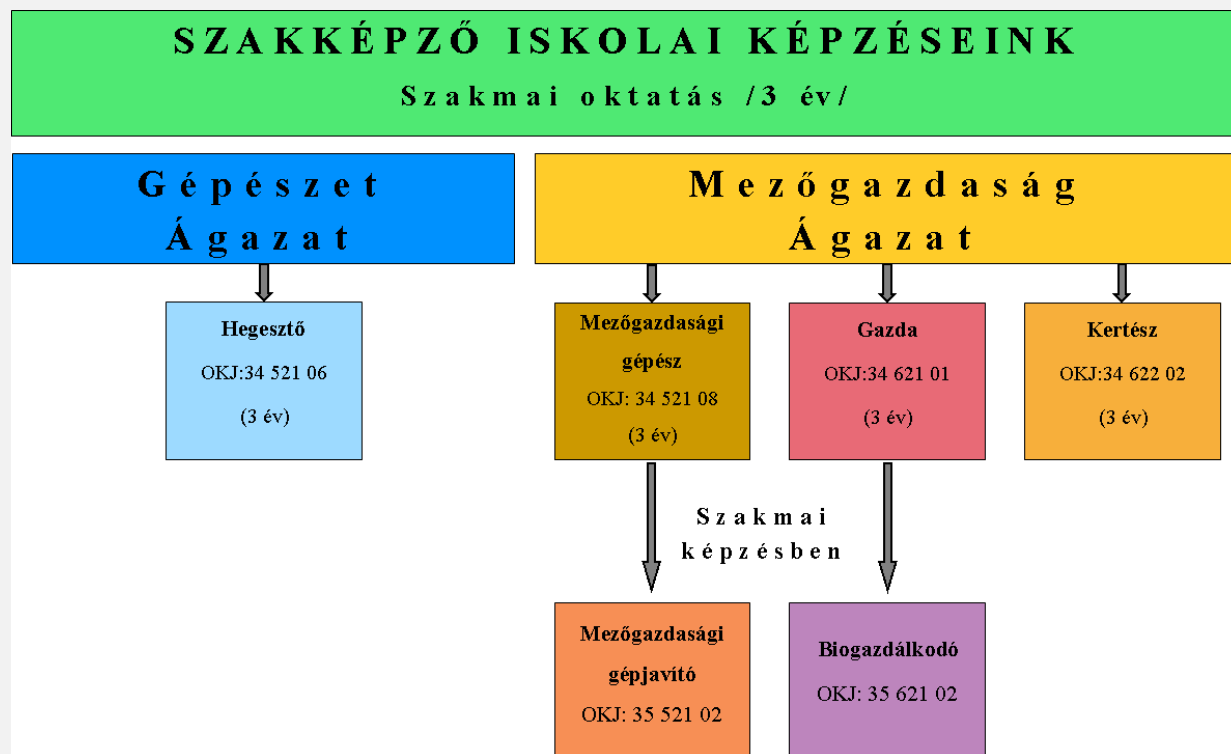 SZAKKÉPZŐ ISKOLAI KÉPZÉSEINK
Szakmai oktatás /3 év/
Gépészet
Ágazat
Mezőgazdaság
Ágazat
Hegesztő
OKJ:34 521 06
(3 év)
Mezőgazdasági
gépész
OKJ: 34 521 08
(3 év)
Gazda
OKJ:34 621 01
(3 év)
Kertész
OKJ:34 622 02
(3 év)
Szakmai
képzésben
Mezőgazdasági
gépjavító
OKJ: 35 521 02
Biogazdálkodó
OKJ: 35 621 02